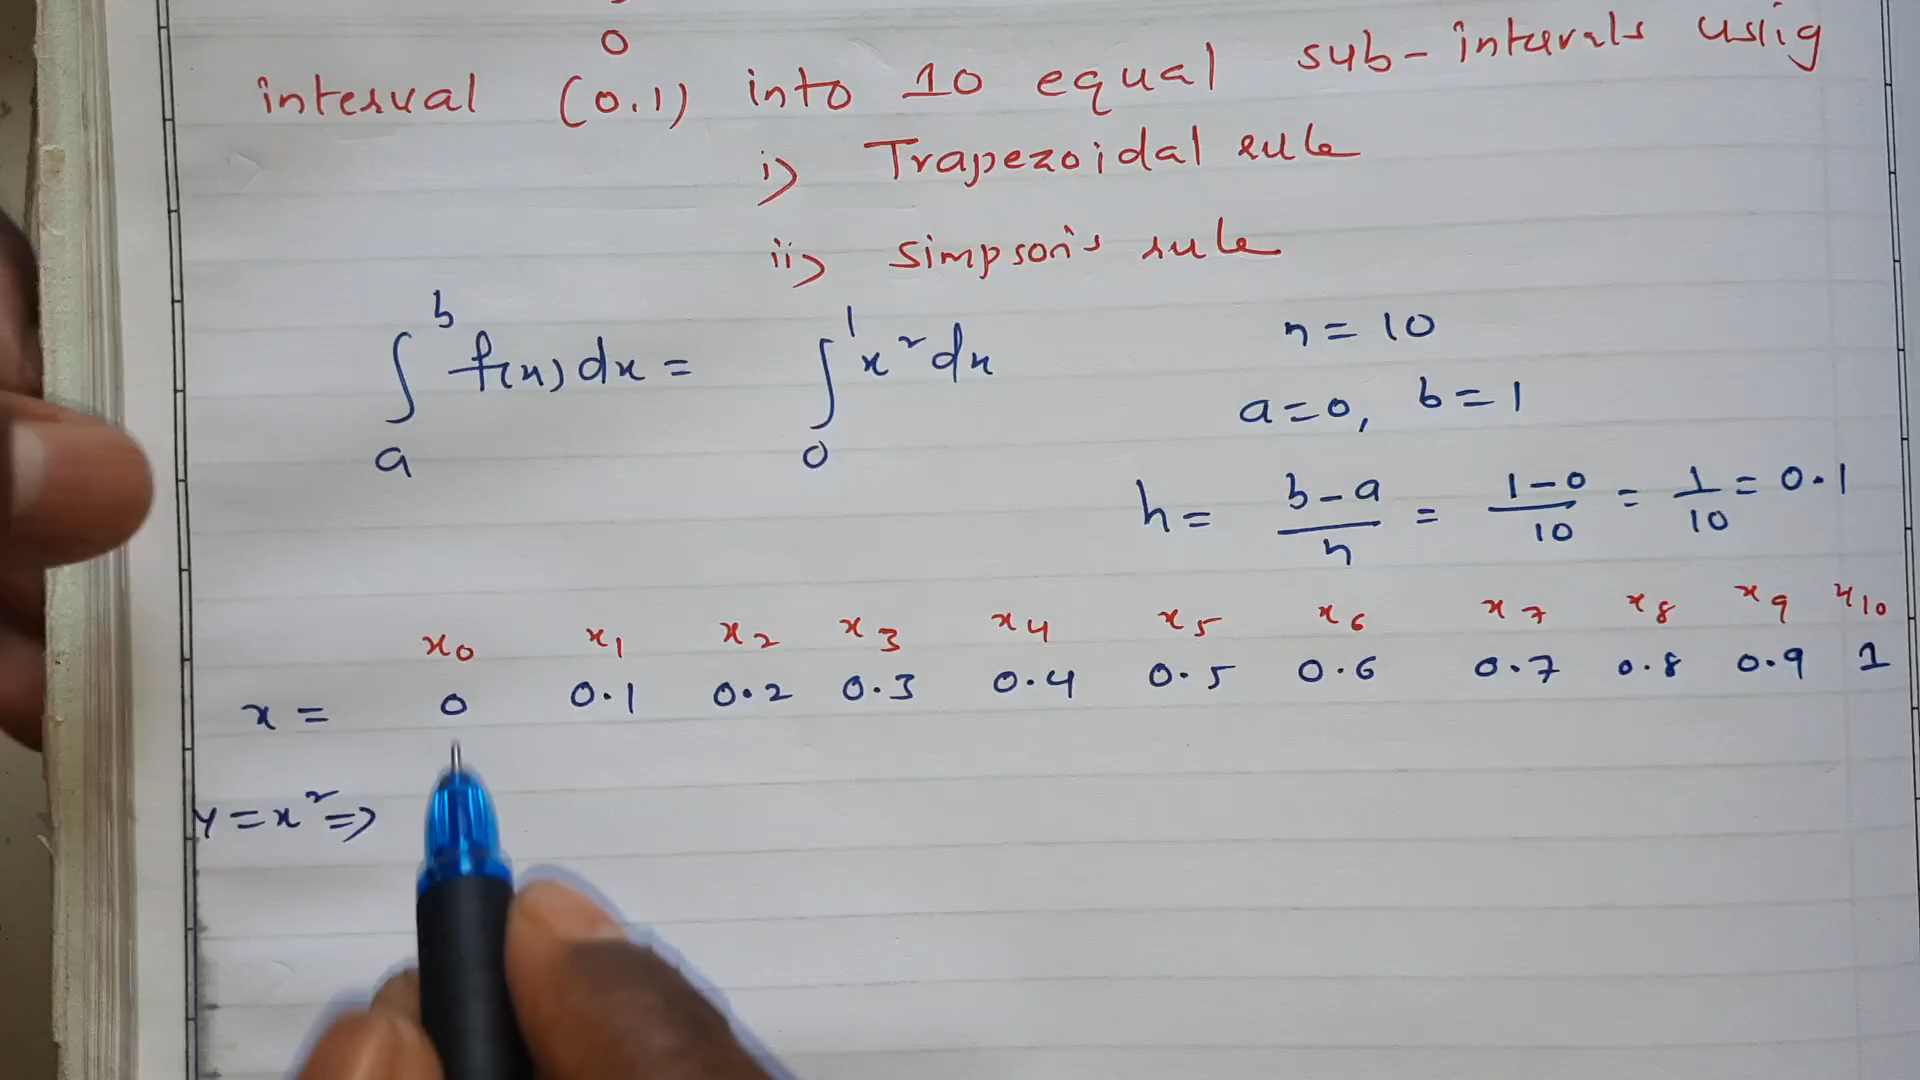 0
interval (0.1) into 10 equal sub-intervals usig
i) Trapezoidal rule
ii) Simpson's rule
∫ₐᵇ f(x) dx = ∫₀¹ x² dx
n = 10
a=0, b=1
h = (b-a)/n = (1-0)/10 = 1/10 = 0.1
x₀ x₁ x₂ x₃ x₄ x₅ x₆ x₇ x₈ x₉ x₁₀
x = 0 0.1 0.2 0.3 0.4 0.5 0.6 0.7 0.8 0.9 1
y = x² =>